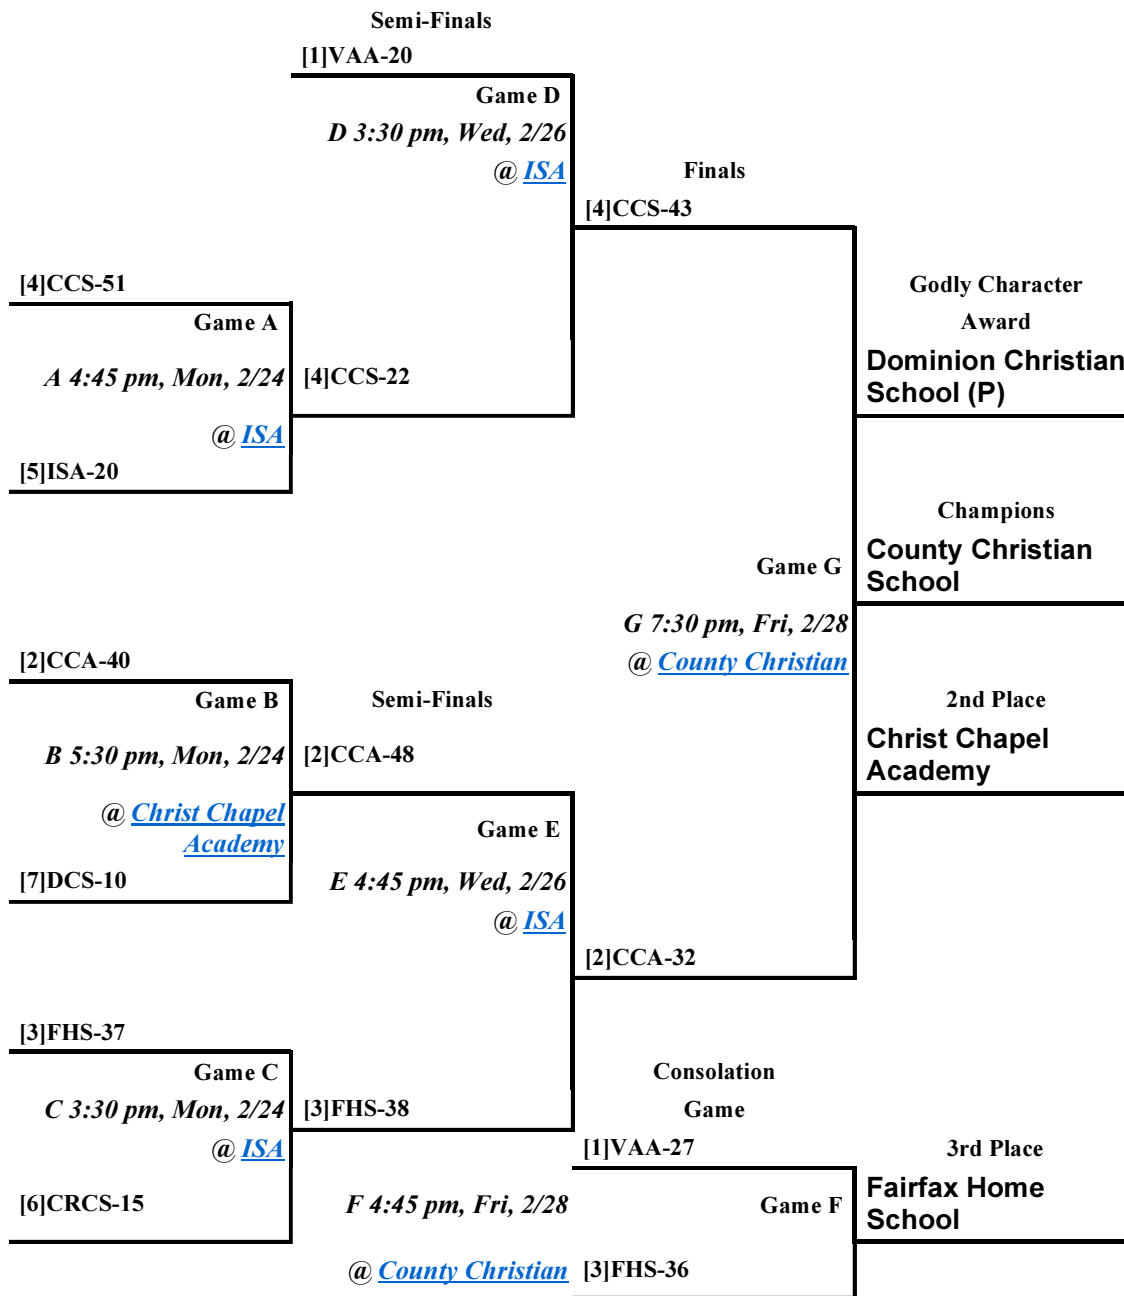 Semi-Finals
[1]VAA-20
Game D
D 3:30 pm, Wed, 2/26
@ ISA
Finals
[4]CCS-43
[4]CCS-51
Game A
A 4:45 pm, Mon, 2/24
@ ISA
[5]ISA-20
[4]CCS-22
Godly Character
Award
Dominion Christian
School (P)
Champions
County Christian
School
Game G
G 7:30 pm, Fri, 2/28
@ County Christian
[2]CCA-40
Game B
B 5:30 pm, Mon, 2/24
@ Christ Chapel
Academy
[7]DCS-10
Semi-Finals
[2]CCA-48
Game E
E 4:45 pm, Wed, 2/26
@ ISA
2nd Place
Christ Chapel
Academy
[2]CCA-32
[3]FHS-37
Game C
C 3:30 pm, Mon, 2/24
@ ISA
[6]CRCS-15
[3]FHS-38
Consolation
Game
[1]VAA-27
F 4:45 pm, Fri, 2/28
Game F
@ County Christian
[3]FHS-36
3rd Place
Fairfax Home
School